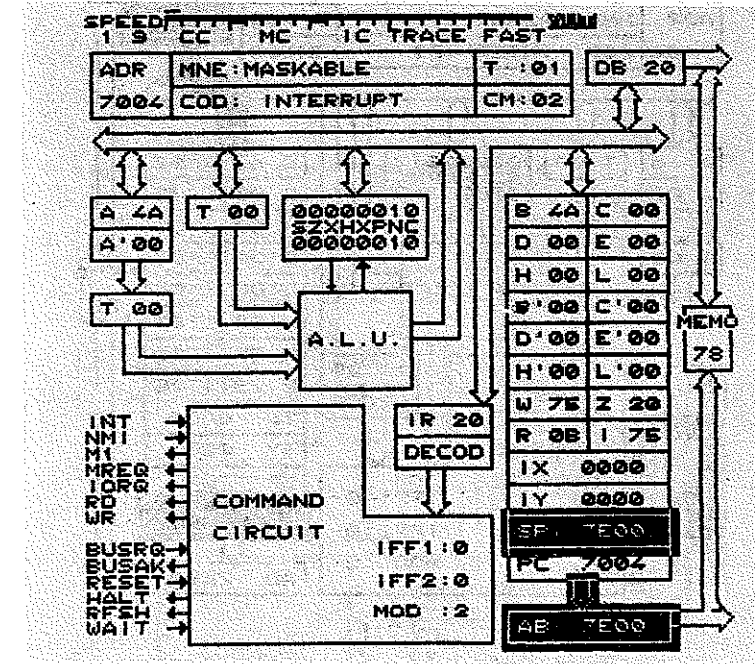 SPEED
1 9 CC MC IC TRACE FAST
ADR MNE:MASKABLE T :01 DB 20
7004 COD: INTERRUPT CM:02
A 4A T 00 00000010 B 4A C 00
SZXHXPNC
A'00 00000010 D 00 E 00
H 00 L 00
T 00 B'00 C'00
MEMO
A.L.U. D'00 E'00
78
H'00 L'00
IR 20 W 75 Z 20
DECOD R 0B I 75
INT
NMI
M1
MREQ
IORQ
RD
WR
IX 0000
COMMAND IY 0000
CIRCUIT SP 7E00
BUSRQ
BUSAK
RESET
HALT
RFSH
WAIT
IFF1:0 PC 7004
IFF2:0
MOD :2 AB 7E00